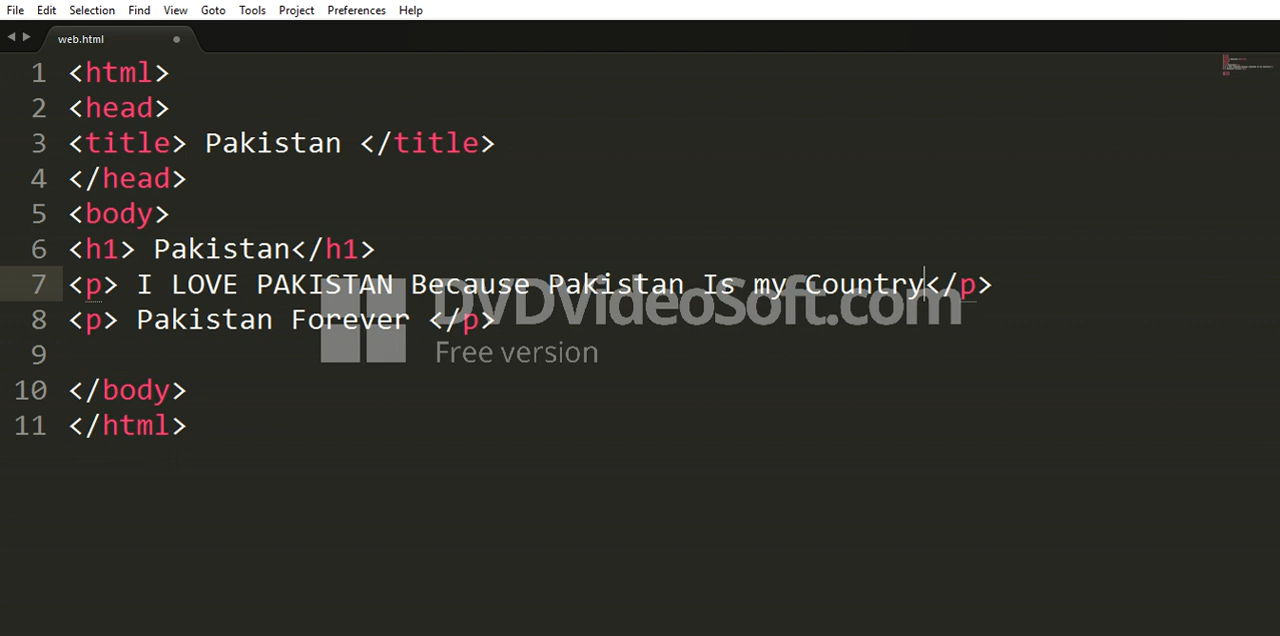 File Edit Selection Find View Goto Tools Project Preferences Help
web.html
1 <html>
2 <head>
3 <title> Pakistan </title>
4 </head>
5 <body>
6 <h1> Pakistan</h1>
7 <p> I LOVE PAKISTAN Because Pakistan Is my Country</p>
8 <p> Pakistan Forever </p>
9
10 </body>
11 </html>
DVDVideoSoft.com
Free version